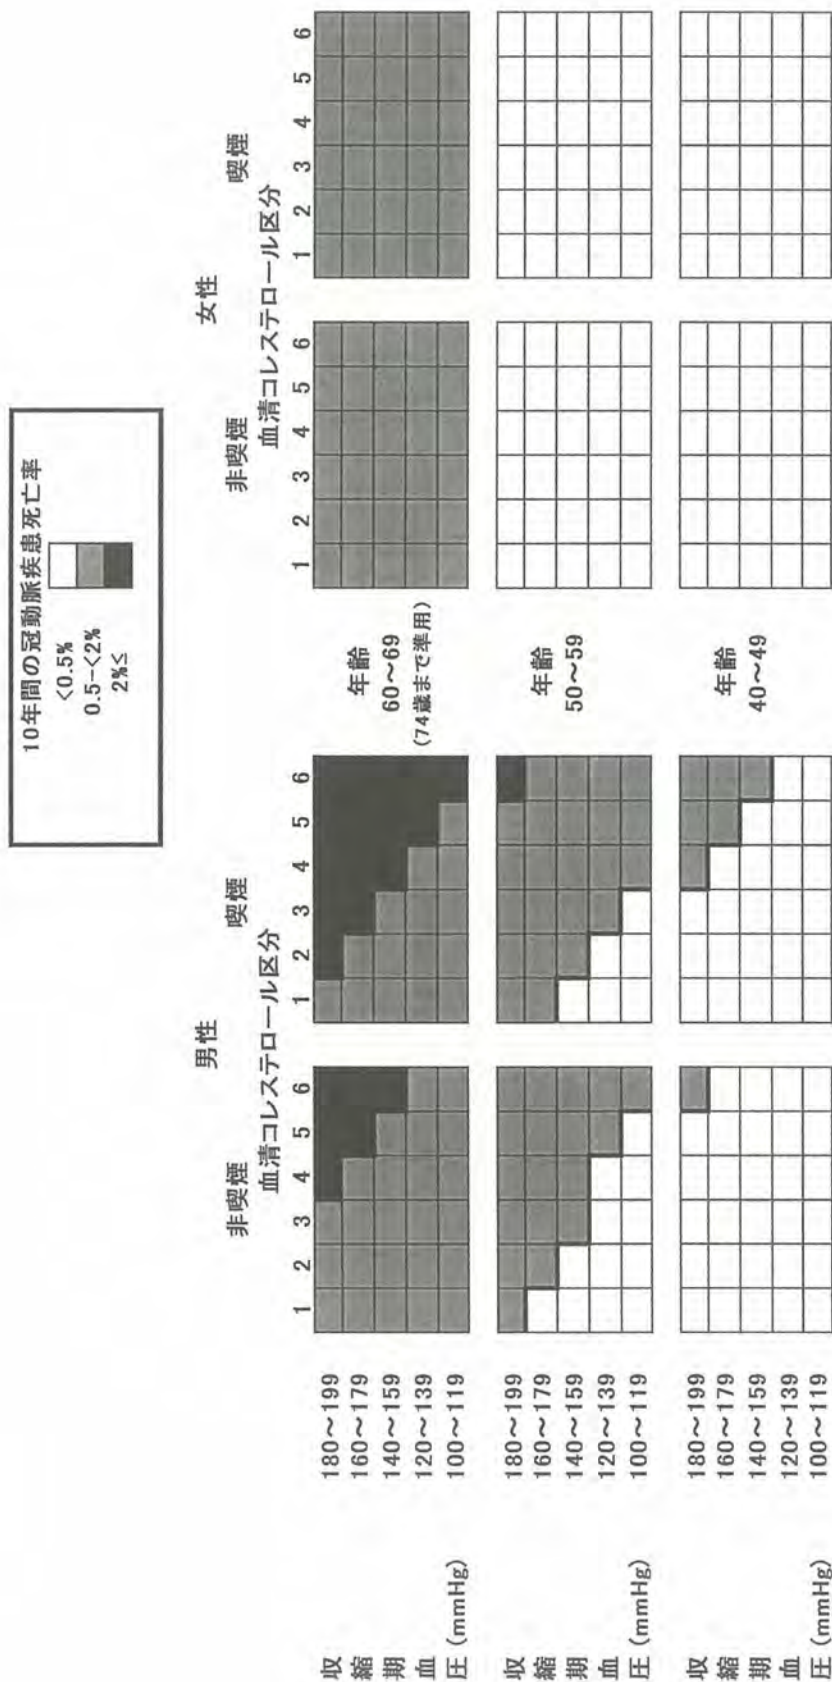 10年間の冠動脈疾患死亡率
<0.5%
0.5-<2%
2%≤
男性
女性
非喫煙
喫煙
非喫煙
喫煙
血清コレステロール区分
血清コレステロール区分
1 2 3 4 5 6
1 2 3 4 5 6
1 2 3 4 5 6
1 2 3 4 5 6
収縮期血圧(mmHg)
180~199
160~179
140~159
120~139
100~119
年齢
60~69
(74歳まで準用)
収縮期血圧(mmHg)
180~199
160~179
140~159
120~139
100~119
年齢
50~59
収縮期血圧(mmHg)
180~199
160~179
140~159
120~139
100~119
年齢
40~49